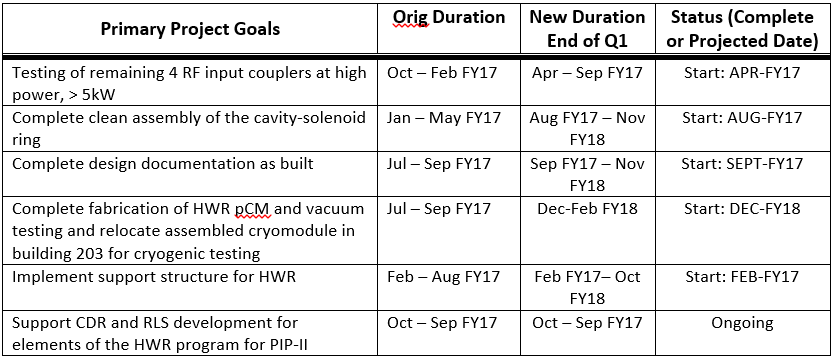 Primary Project Goals
Orig Duration
New Duration
End of Q1
Status (Complete
or Projected Date)
Testing of remaining 4 RF input couplers at high
power, > 5kW
Oct – Feb FY17
Apr – Sep FY17
Start: APR-FY17
Complete clean assembly of the cavity-solenoid
ring
Jan – May FY17
Aug FY17 – Nov
FY18
Start: AUG-FY17
Complete design documentation as built
Jul – Sep FY17
Sep FY17 – Nov
FY18
Start: SEPT-FY17
Complete fabrication of HWR pCM and vacuum
testing and relocate assembled cryomodule in
building 203 for cryogenic testing
Jul – Sep FY17
Dec-Feb FY18
Start: DEC-FY18
Implement support structure for HWR
Feb – Aug FY17
Feb FY17– Oct
FY18
Start: FEB-FY17
Support CDR and RLS development for
elements of the HWR program for PIP-II
Oct – Sep FY17
Oct – Sep FY17
Ongoing